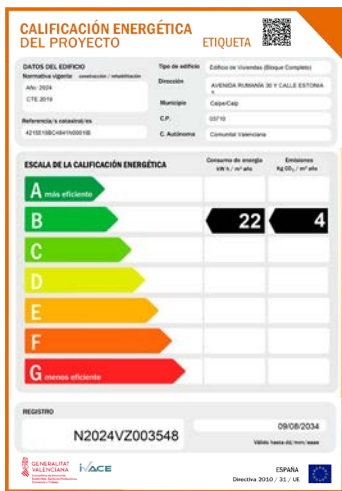 CALIFICACIÓN ENERGÉTICA
DEL PROYECTO
ETIQUETA
DATOS DEL EDIFICIO
Normativa vigente construcción / rehabilitación
Año: 2024
CTE 2019
Referencia/s catastral/es
4215519BC4841N0001IB
Tipo de edificio
Edificio de Viviendas (Bloque Completo)
Dirección
AVENIDA RUMANÍA 30 Y CALLE ESTONIA
Municipio
Calpe/Calp
C.P.
03710
C. Autónoma
Comunitat Valenciana
ESCALA DE LA CALIFICACIÓN ENERGÉTICA
Consumo de energía
kW h / m² año
Emisiones
Kg CO₂ / m² año
A más eficiente
B
22
4
C
D
E
F
G menos eficiente
REGISTRO
N2024VZ003548
09/08/2034
Válido hasta dd/mm/aaaa
GENERALITAT
VALENCIANA
iVACE
ESPAÑA
Directiva 2010 / 31 / UE